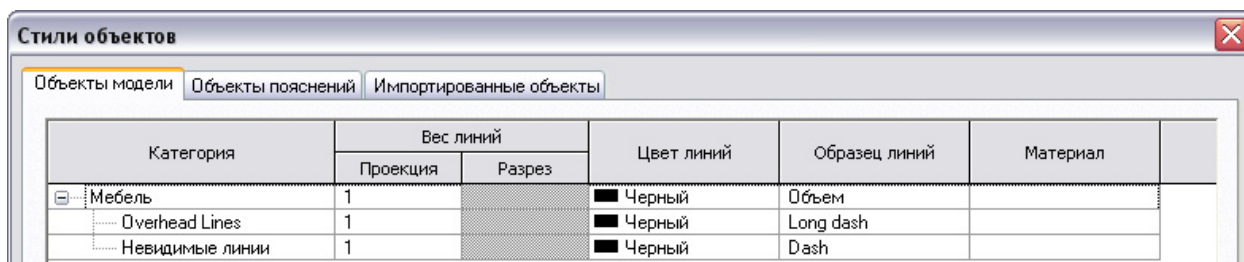 Стили объектов
Объекты модели Объекты пояснений Импортированные объекты
Категория Вес линий Цвет линий Образец линий Материал
Проекция Разрез
Мебель 1 Черный Объем
Overhead Lines 1 Черный Long dash
Невидимые линии 1 Черный Dash